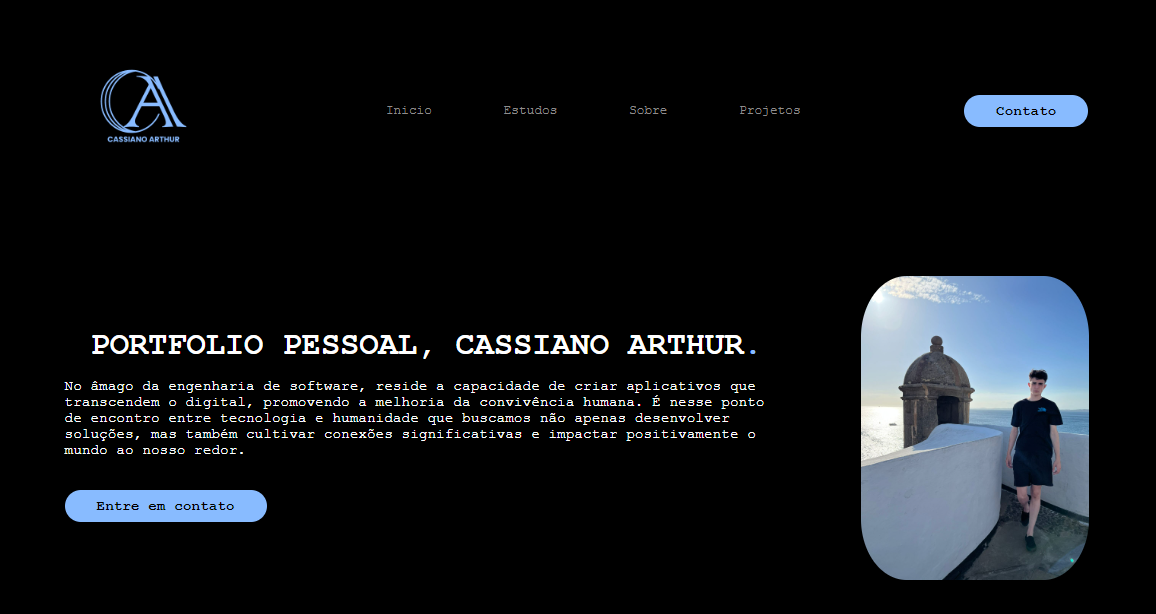 CA
CASSIANO ARTHUR
Inicio
Estudos
Sobre
Projetos
Contato
PORTFOLIO PESSOAL, CASSIANO ARTHUR.
No âmago da engenharia de software, reside a capacidade de criar aplicativos que
transcendem o digital, promovendo a melhoria da convivência humana. É nesse ponto
de encontro entre tecnologia e humanidade que buscamos não apenas desenvolver
soluções, mas também cultivar conexões significativas e impactar positivamente o
mundo ao nosso redor.
Entre em contato